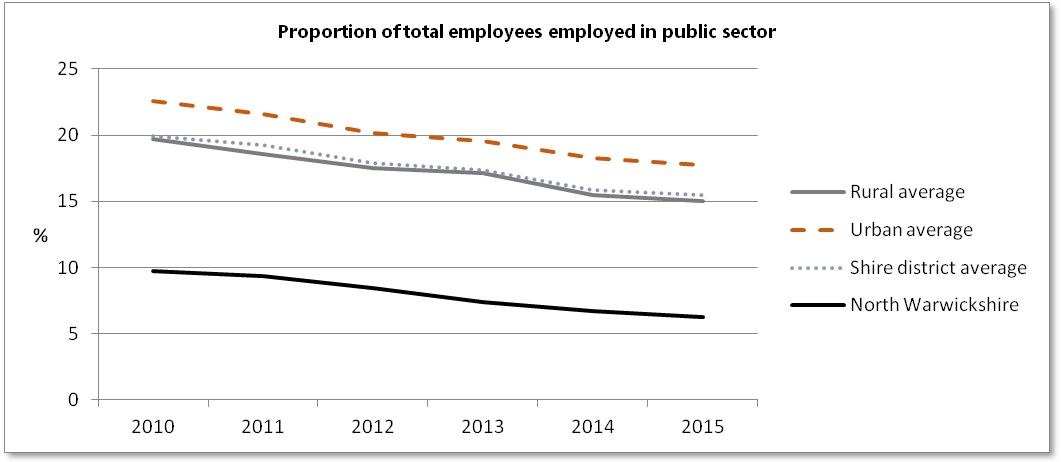 Proportion of total employees employed in public sector
25
20
15
%
10
5
0
2010 2011 2012 2013 2014 2015
Rural average
Urban average
Shire district average
North Warwickshire